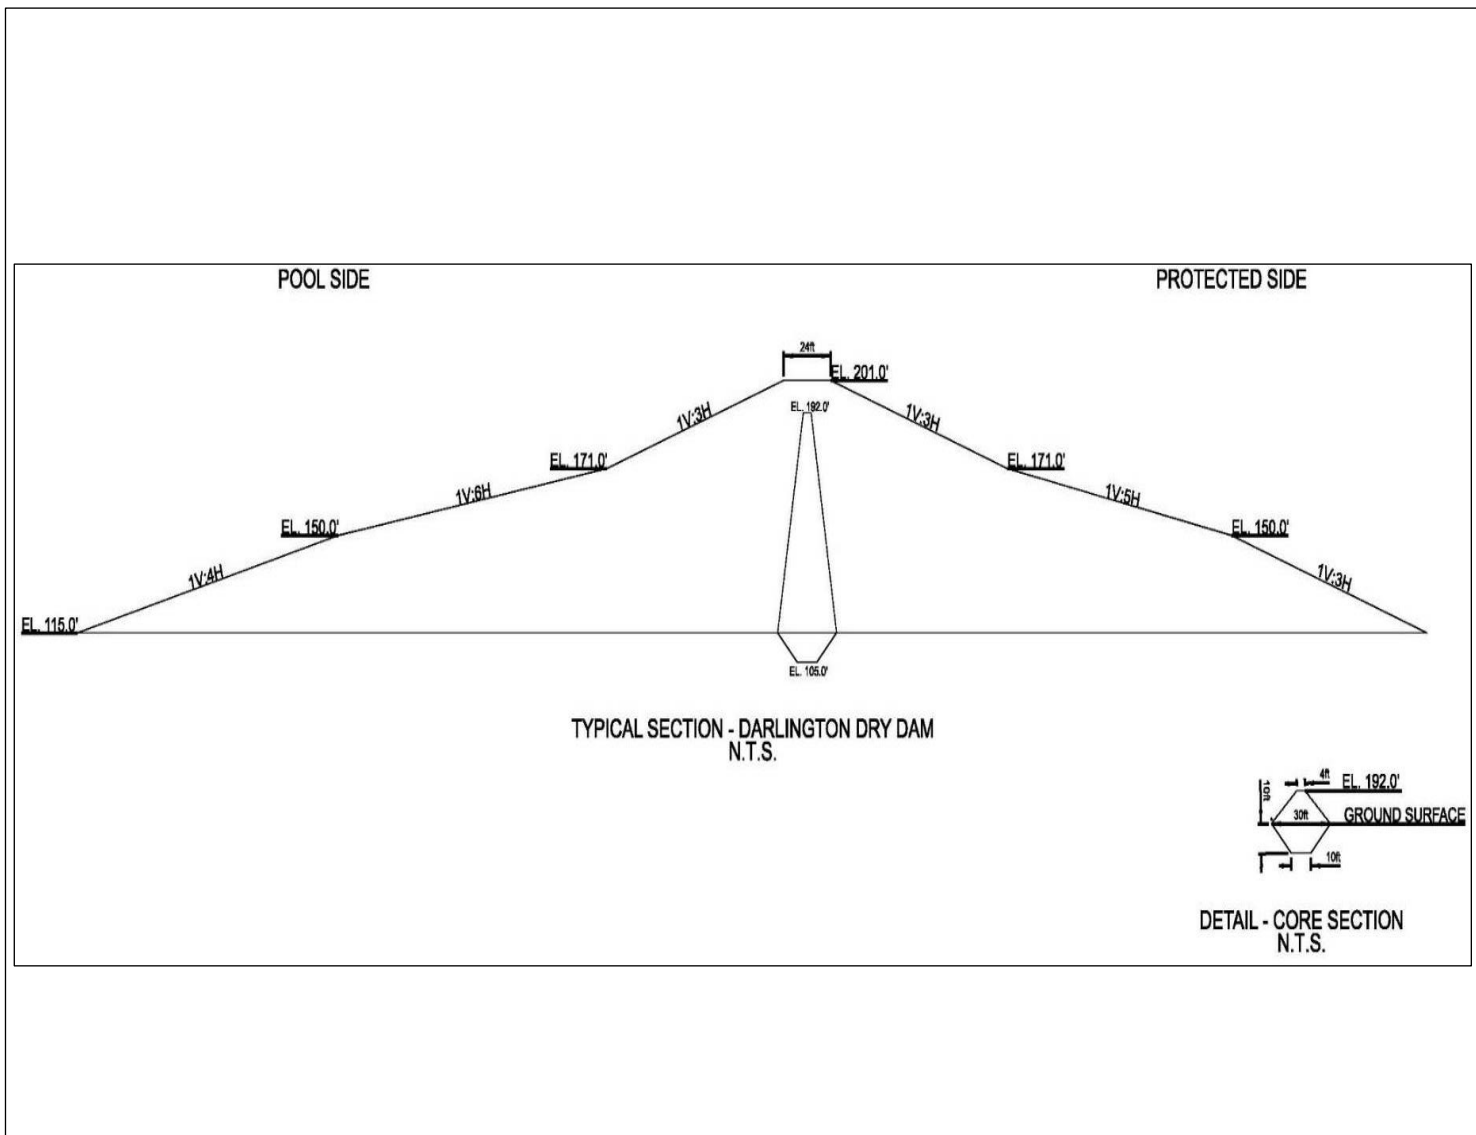 POOL SIDE
PROTECTED SIDE
24ft
EL. 201.0'
1V:3H
EL. 192.0'
1V:3H
EL. 171.0'
EL. 171.0'
1V:6H
1V:5H
EL. 150.0'
EL. 150.0'
1V:4H
1V:3H
EL. 115.0'
EL. 105.0'
TYPICAL SECTION - DARLINGTON DRY DAM
N.T.S.
4ft
EL. 192.0'
10ft
30ft
GROUND SURFACE
10ft
DETAIL - CORE SECTION
N.T.S.